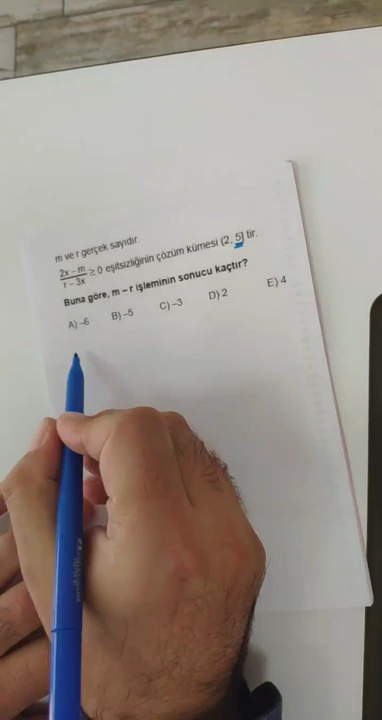 m ve r gerçek sayıdır.
2x – m / r – 3x ≥ 0 eşitsizliğinin çözüm kümesi (2, 5] tir.
Buna göre, m – r işleminin sonucu kaçtır?
A) –6 B) –5 C) –3 D) 2 E) 4